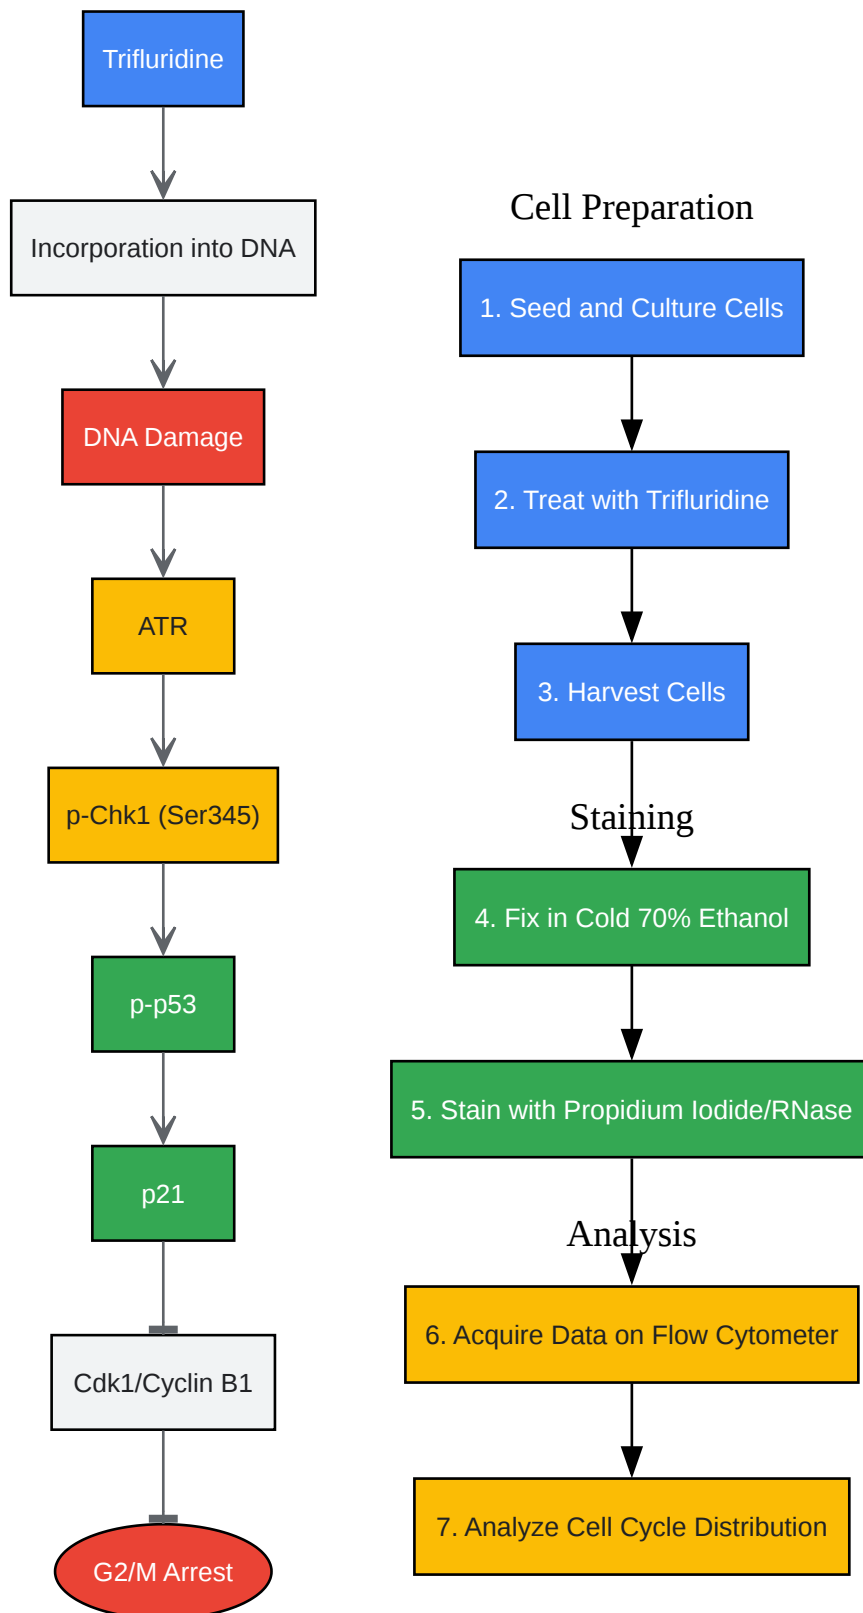 Trifluridine
Incorporation into DNA
DNA Damage
ATR
p-Chk1 (Ser345)
p-p53
p21
Cdk1/Cyclin B1
G2/M Arrest
Cell Preparation
1. Seed and Culture Cells
2. Treat with Trifluridine
3. Harvest Cells
Staining
4. Fix in Cold 70% Ethanol
5. Stain with Propidium Iodide/RNase
Analysis
6. Acquire Data on Flow Cytometer
7. Analyze Cell Cycle Distribution